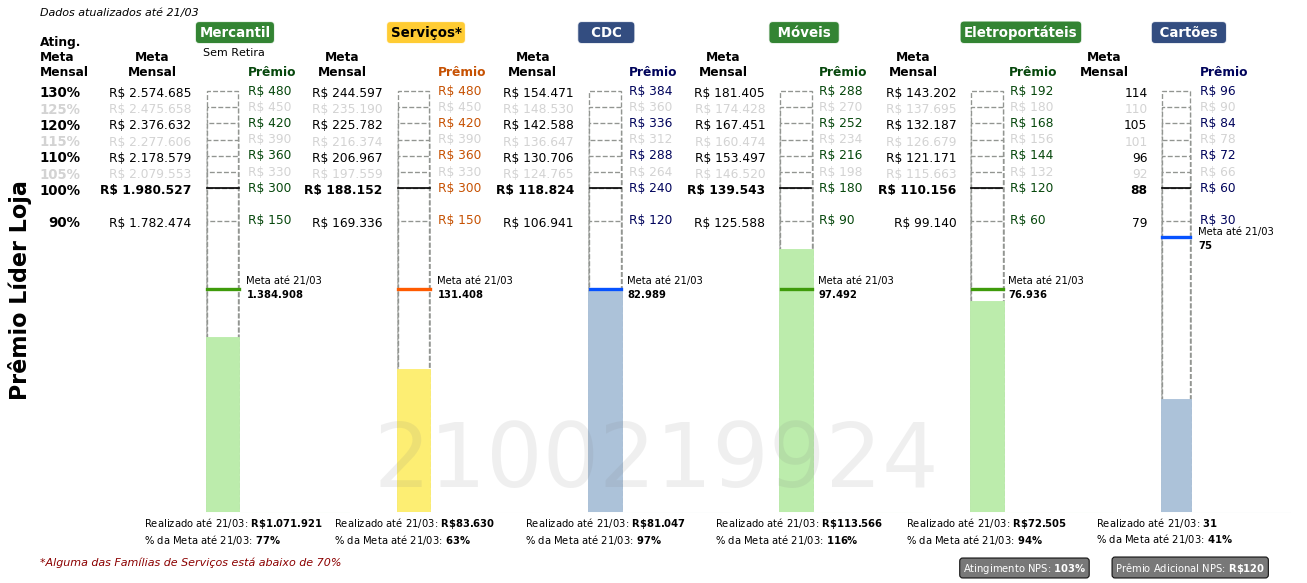 Dados atualizados até 21/03
Mercantil Serviços* CDC Móveis Eletroportáteis Cartões
Sem Retira
Ating. Meta Mensal Meta Mensal Prêmio Meta Mensal Prêmio Meta Mensal Prêmio Meta Mensal Prêmio Meta Mensal Prêmio Meta Mensal Prêmio
130% R$ 2.574.685 R$ 480 R$ 244.597 R$ 480 R$ 154.471 R$ 384 R$ 181.405 R$ 288 R$ 143.202 R$ 192 114 R$ 96
125% R$ 2.475.658 R$ 450 R$ 235.190 R$ 450 R$ 148.530 R$ 360 R$ 174.428 R$ 270 R$ 137.695 R$ 180 110 R$ 90
120% R$ 2.376.632 R$ 420 R$ 225.782 R$ 420 R$ 142.588 R$ 336 R$ 167.451 R$ 252 R$ 132.187 R$ 168 105 R$ 84
115% R$ 2.277.606 R$ 390 R$ 216.374 R$ 390 R$ 136.647 R$ 312 R$ 160.474 R$ 234 R$ 126.679 R$ 156 101 R$ 78
110% R$ 2.178.579 R$ 360 R$ 206.967 R$ 360 R$ 130.706 R$ 288 R$ 153.497 R$ 216 R$ 121.171 R$ 144 96 R$ 72
105% R$ 2.079.553 R$ 330 R$ 197.559 R$ 330 R$ 124.765 R$ 264 R$ 146.520 R$ 198 R$ 115.663 R$ 132 92 R$ 66
100% R$ 1.980.527 R$ 300 R$ 188.152 R$ 300 R$ 118.824 R$ 240 R$ 139.543 R$ 180 R$ 110.156 R$ 120 88 R$ 60
90% R$ 1.782.474 R$ 150 R$ 169.336 R$ 150 R$ 106.941 R$ 120 R$ 125.588 R$ 90 R$ 99.140 R$ 60 79 R$ 30
Meta até 21/03
75
Meta até 21/03 Meta até 21/03 Meta até 21/03 Meta até 21/03 Meta até 21/03
1.384.908 131.408 82.989 97.492 76.936
Prêmio Líder Loja
2100219924
Realizado até 21/03: R$1.071.921 Realizado até 21/03: R$83.630 Realizado até 21/03: R$81.047 Realizado até 21/03: R$113.566 Realizado até 21/03: R$72.505 Realizado até 21/03: 31
% da Meta até 21/03: 77% % da Meta até 21/03: 63% % da Meta até 21/03: 97% % da Meta até 21/03: 116% % da Meta até 21/03: 94% % da Meta até 21/03: 41%
*Alguma das Famílias de Serviços está abaixo de 70%
Atingimento NPS: 103% Prêmio Adicional NPS: R$120